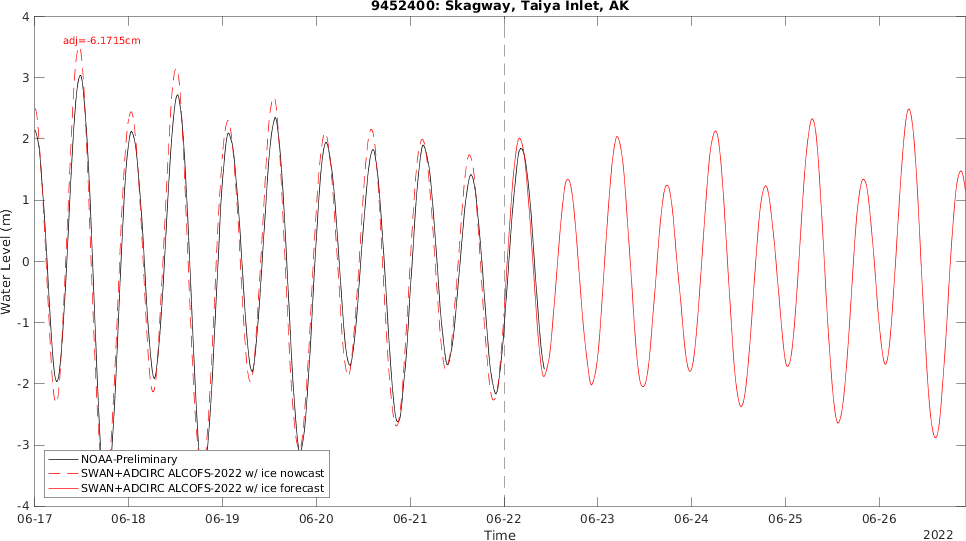 9452400: Skagway, Taiya Inlet, AK
adj=-6.1715cm
Water Level (m)
4
3
2
1
0
-1
-2
-3
-4
NOAA-Preliminary
SWAN+ADCIRC ALCOFS-2022 w/ ice nowcast
SWAN+ADCIRC ALCOFS-2022 w/ ice forecast
06-17 06-18 06-19 06-20 06-21 06-22 06-23 06-24 06-25 06-26
Time
2022